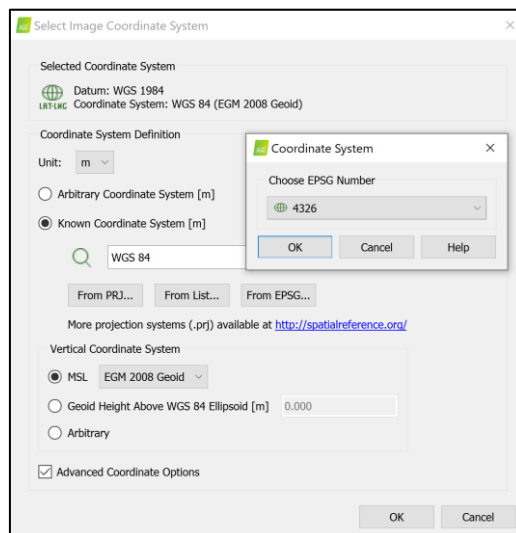 Select Image Coordinate System
Selected Coordinate System
Datum: WGS 1984
LAT-LNG
Coordinate System: WGS 84 (EGM 2008 Geoid)
Coordinate System Definition
Unit: m
Arbitrary Coordinate System [m]
Known Coordinate System [m]
WGS 84
From PRJ... From List... From EPSG...
More projection systems (.prj) available at http://spatialreference.org/
Vertical Coordinate System
MSL EGM 2008 Geoid
Geoid Height Above WGS 84 Ellipsoid [m] 0.000
Arbitrary
Advanced Coordinate Options
OK Cancel
Coordinate System
Choose EPSG Number
4326
OK Cancel Help